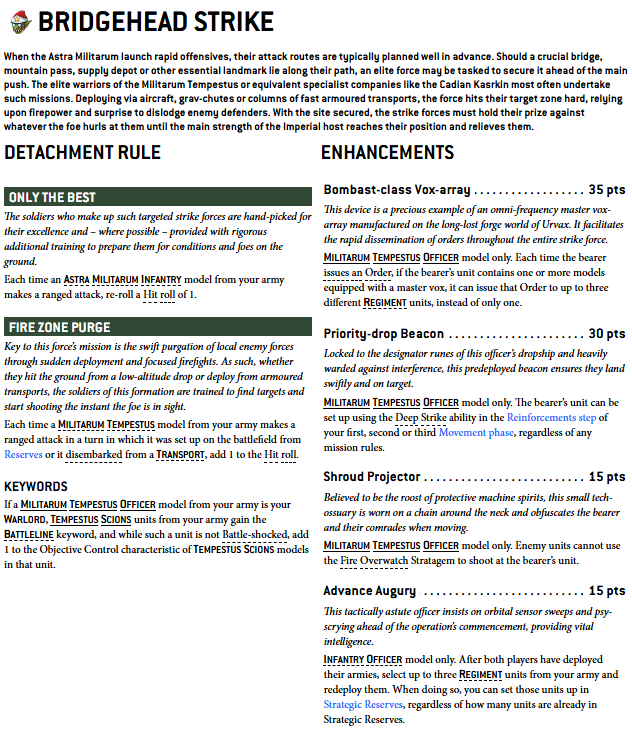 BRIDGEHEAD STRIKE
When the Astra Militarum launch rapid offensives, their attack routes are typically planned well in advance. Should a crucial bridge,
mountain pass, supply depot or other essential landmark lie along their path, an elite force may be tasked to secure it ahead of the main
push. The elite warriors of the Militarum Tempestus or equivalent specialist companies like the Cadian Kasrkin most often undertake
such missions. Deploying via aircraft, grav-chutes or columns of fast armoured transports, the force hits their target zone hard, relying
upon firepower and surprise to dislodge enemy defenders. With the site secured, the strike forces must hold their prize against
whatever the foe hurls at them until the main strength of the Imperial host reaches their position and relieves them.
DETACHMENT RULE
ONLY THE BEST
The soldiers who make up such targeted strike forces are hand-picked for
their excellence and – where possible – provided with rigorous
additional training to prepare them for conditions and foes on the
ground.
Each time an ASTRA MILITARUM INFANTRY model from your army
makes a ranged attack, re-roll a Hit roll of 1.
FIRE ZONE PURGE
Key to this force's mission is the swift purgation of local enemy forces
through sudden deployment and focused firefights. As such, whether
they hit the ground from a low-altitude drop or deploy from armoured
transports, the soldiers of this formation are trained to find targets and
start shooting the instant the foe is in sight.
Each time a MILITARUM TEMPESTUS model from your army makes a
ranged attack in a turn in which it was set up on the battlefield from
Reserves or it disembarked from a TRANSPORT, add 1 to the Hit roll.
KEYWORDS
If a MILITARUM TEMPESTUS OFFICER model from your army is your
WARLORD, TEMPESTUS SCIONS units from your army gain the
BATTLELINE keyword, and while such a unit is not Battle-shocked, add
1 to the Objective Control characteristic of TEMPESTUS SCIONS models
in that unit.
ENHANCEMENTS
Bombast-class Vox-array . . . . . . . . . . . . . . . . . . 35 pts
This device is a precious example of an omni-frequency master vox-
array manufactured on the long-lost forge world of Urvax. It facilitates
the rapid dissemination of orders throughout the entire strike force.
MILITARUM TEMPESTUS OFFICER model only. Each time the bearer
issues an Order, if the bearer's unit contains one or more models
equipped with a master vox, it can issue that Order to up to three
different REGIMENT units, instead of only one.
Priority-drop Beacon . . . . . . . . . . . . . . . . . . . . . 30 pts
Locked to the designator runes of this officer's dropship and heavily
warded against interference, this predeployed beacon ensures they land
swiftly and on target.
MILITARUM TEMPESTUS OFFICER model only. The bearer's unit can be
set up using the Deep Strike ability in the Reinforcements step of
your first, second or third Movement phase, regardless of any
mission rules.
Shroud Projector . . . . . . . . . . . . . . . . . . . . . . . . . 15 pts
Believed to be the roost of protective machine spirits, this small tech-
ossuary is worn on a chain around the neck and obfuscates the bearer
and their comrades when moving.
MILITARUM TEMPESTUS OFFICER model only. Enemy units cannot use
the Fire Overwatch Stratagem to shoot at the bearer's unit.
Advance Augury . . . . . . . . . . . . . . . . . . . . . . . . . . 15 pts
This tactically astute officer insists on orbital sensor sweeps and psy-
scrying ahead of the operation's commencement, providing vital
intelligence.
INFANTRY OFFICER model only. After both players have deployed
their armies, select up to three REGIMENT units from your army and
redeploy them. When doing so, you can set those units up in
Strategic Reserves, regardless of how many units are already in
Strategic Reserves.